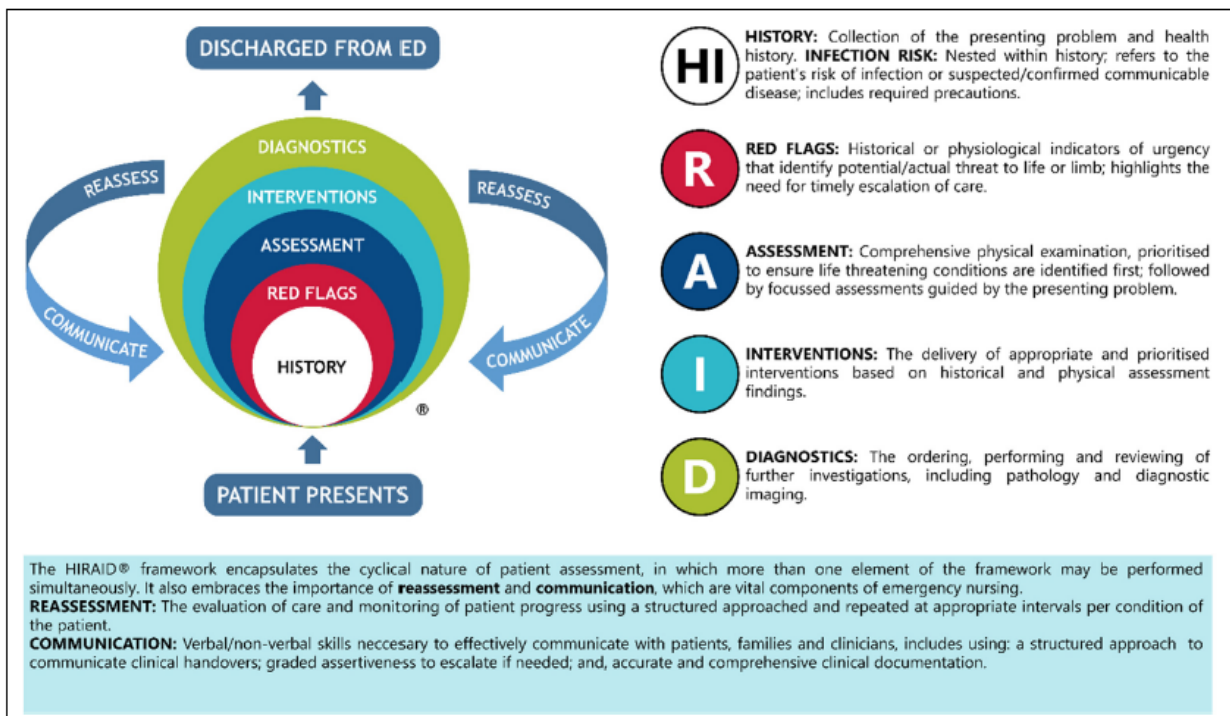 DISCHARGED FROM ED
DIAGNOSTICS
INTERVENTIONS
ASSESSMENT
RED FLAGS
HISTORY
REASSESS
COMMUNICATE
REASSESS
COMMUNICATE
®
PATIENT PRESENTS
HI
HISTORY: Collection of the presenting problem and health
history. INFECTION RISK: Nested within history; refers to the
patient's risk of infection or suspected/confirmed communicable
disease; includes required precautions.
R
RED FLAGS: Historical or physiological indicators of urgency
that identify potential/actual threat to life or limb; highlights the
need for timely escalation of care.
A
ASSESSMENT: Comprehensive physical examination, prioritised
to ensure life threatening conditions are identified first; followed
by focussed assessments guided by the presenting problem.
I
INTERVENTIONS: The delivery of appropriate and prioritised
interventions based on historical and physical assessment
findings.
D
DIAGNOSTICS: The ordering, performing and reviewing of
further investigations, including pathology and diagnostic
imaging.
The HIRAID® framework encapsulates the cyclical nature of patient assessment, in which more than one element of the framework may be performed
simultaneously. It also embraces the importance of reassessment and communication, which are vital components of emergency nursing.
REASSESSMENT: The evaluation of care and monitoring of patient progress using a structured approached and repeated at appropriate intervals per condition of
the patient.
COMMUNICATION: Verbal/non-verbal skills neccesary to effectively communicate with patients, families and clinicians, includes using: a structured approach to
communicate clinical handovers; graded assertiveness to escalate if needed; and, accurate and comprehensive clinical documentation.